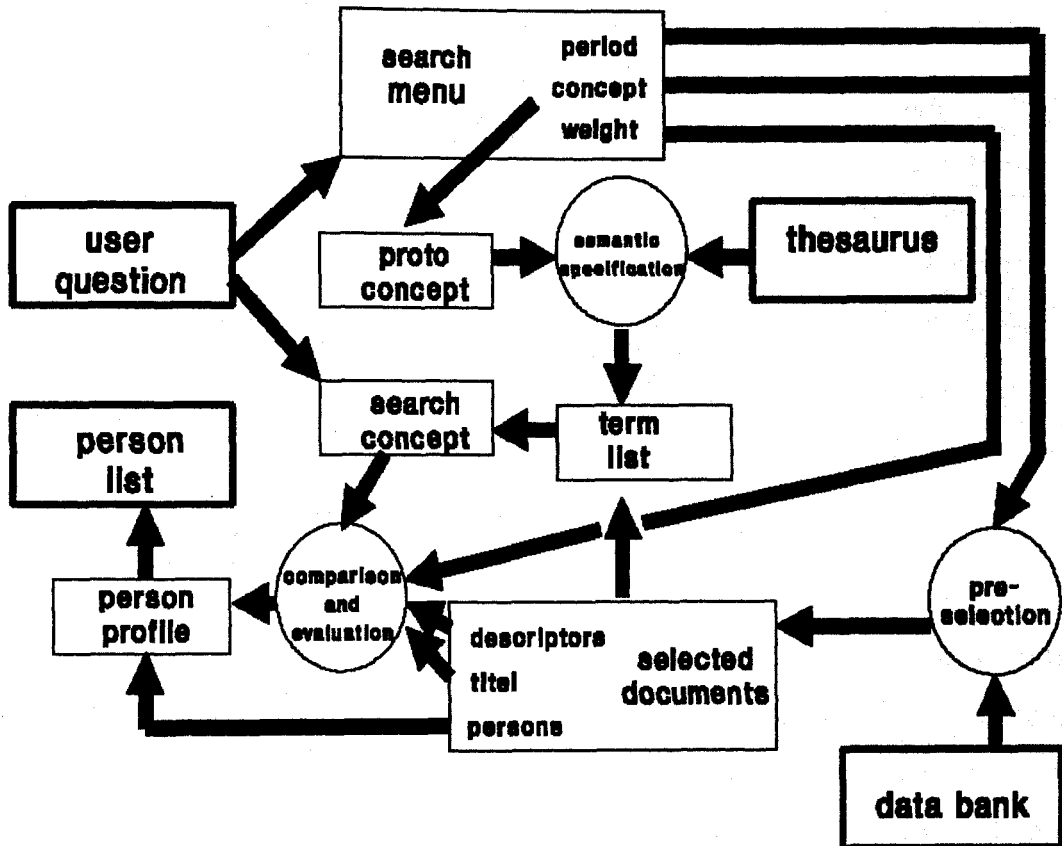 search
menu
period
concept
weight
user
question
proto
concept
semantic
specification
thesaurus
search
concept
term
list
person
list
comparison
and
evaluation
person
profile
descriptors
titel
persons
selected
documents
pre-
selection
data bank